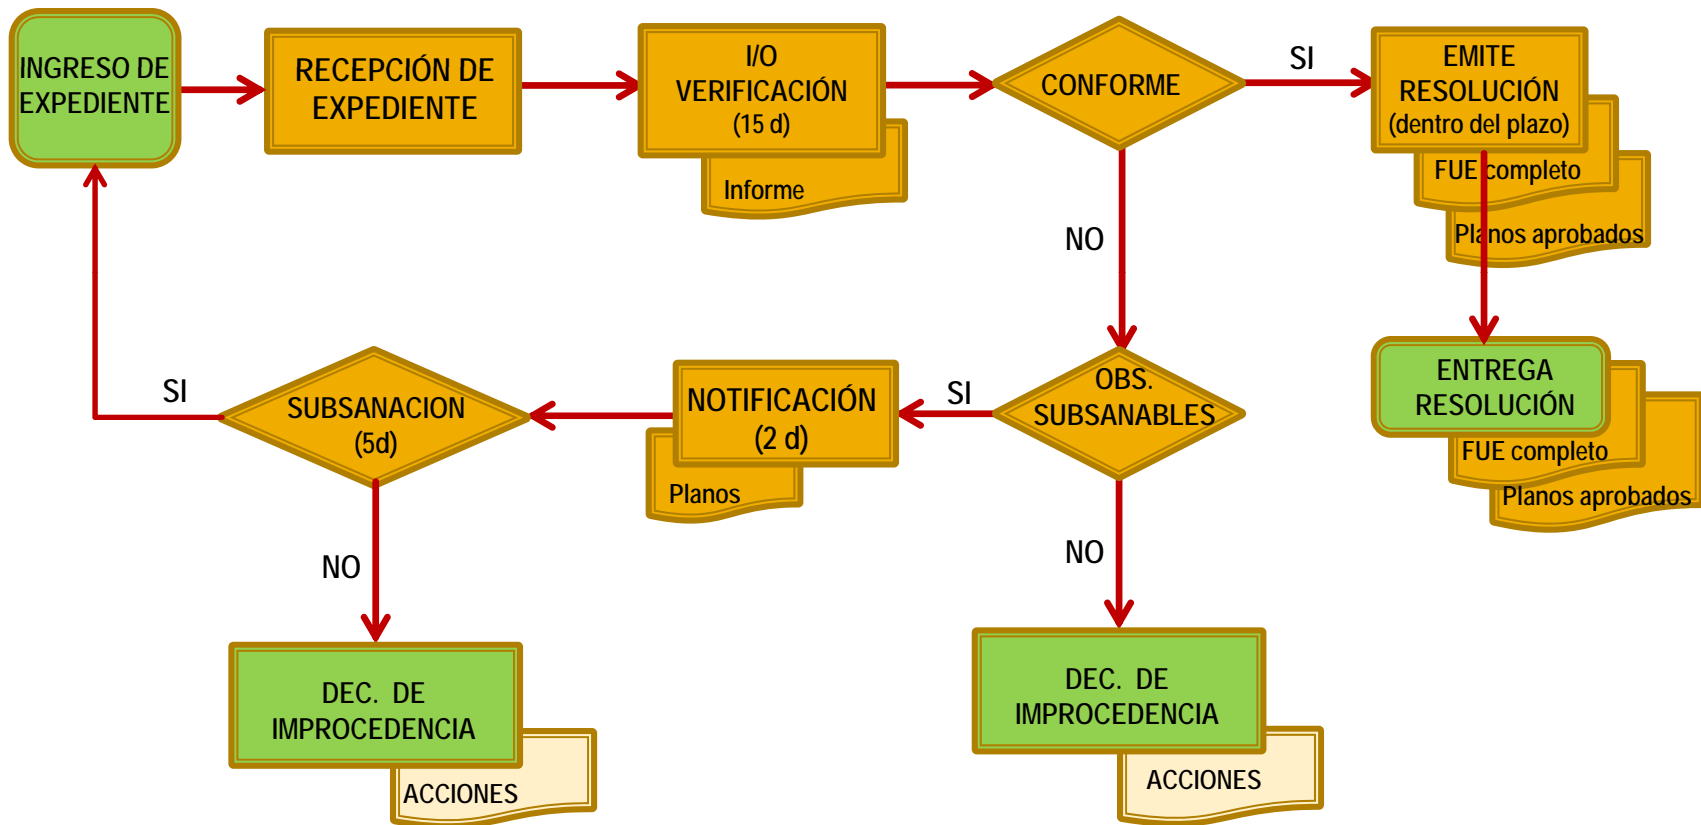 INGRESO DE
EXPEDIENTE
RECEPCIÓN DE
EXPEDIENTE
I/O
VERIFICACIÓN
(15 d)
Informe
CONFORME
SI
EMITE
RESOLUCIÓN
(dentro del plazo)
FUE completo
Planos aprobados
NO
ENTREGA
RESOLUCIÓN
FUE completo
Planos aprobados
OBS.
SUBSANABLES
SI
NOTIFICACIÓN
(2 d)
Planos
SUBSANACION
(5d)
SI
NO
DEC. DE
IMPROCEDENCIA
ACCIONES
NO
DEC. DE
IMPROCEDENCIA
ACCIONES